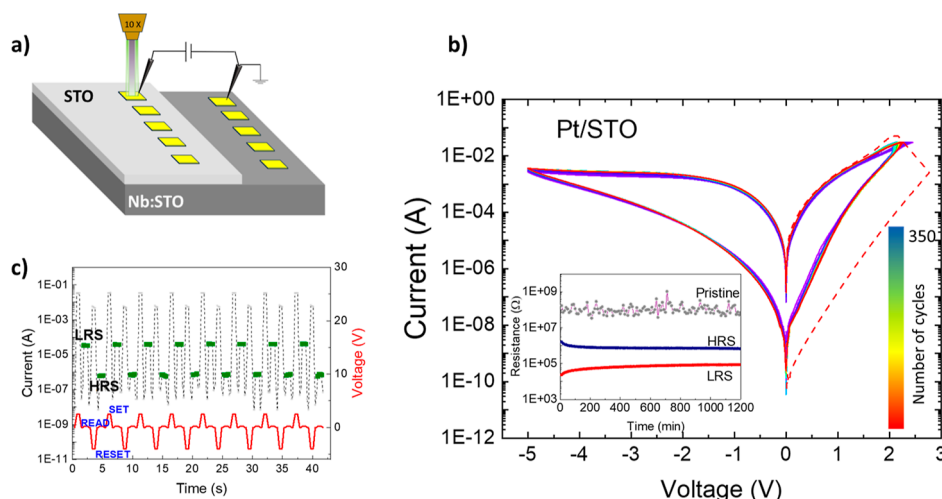 a)
10 X
STO
Nb:STO
b)
Pt/STO
1E+00
1E-02
1E-04
1E-06
1E-08
1E-10
1E-12
Current (A)
-5 -4 -3 -2 -1 0 1 2 3
Voltage (V)
350
Number of cycles
1E+09
1E+07
1E+05
1E+03
Resistance (Ω)
Pristine
HRS
LRS
0 200 400 600 800 1000 1200
Time (min)
c)
1E-01
1E-03
1E-05
1E-07
1E-09
1E-11
Current (A)
LRS
HRS
SET
READ
RESET
30
20
10
0
Voltage (V)
0 5 10 15 20 25 30 35 40
Time (s)